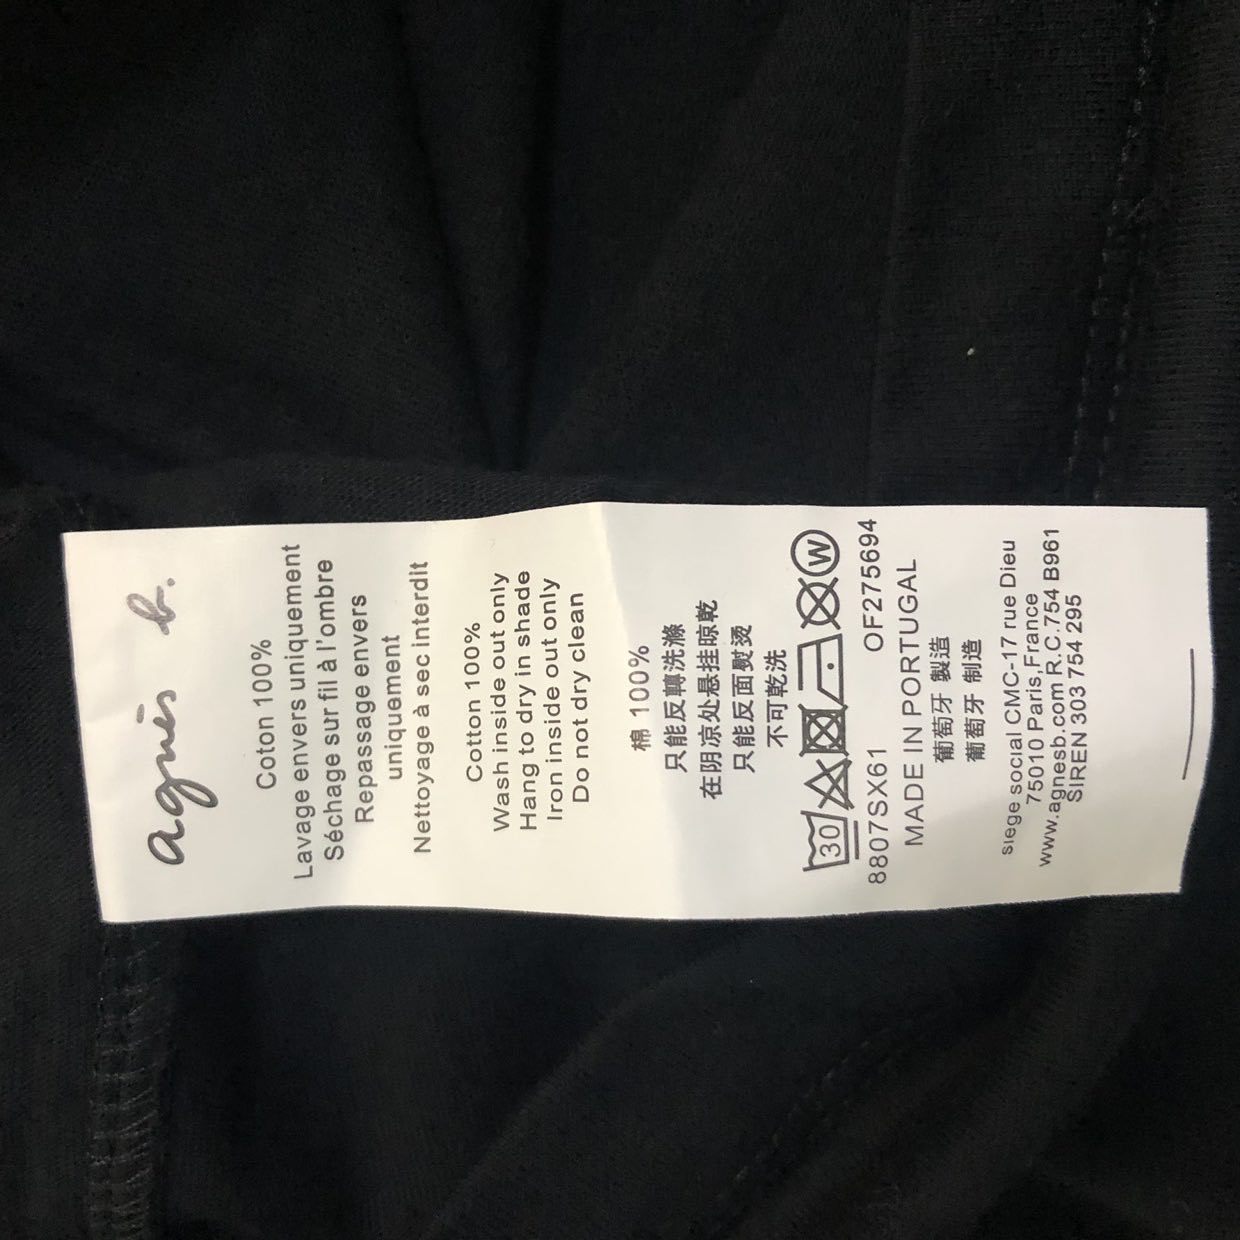 agnès b.
Coton 100%
Lavage envers uniquement
Séchage sur fil à l'ombre
Repassage envers
uniquement
Nettoyage à sec interdit
Cotton 100%
Wash inside out only
Hang to dry in shade
Iron inside out only
Do not dry clean
棉 100%
只能反轉洗滌
在阴凉处悬挂晾乾
只能反面熨烫
不可乾洗
30 W
8807SX61 OF275694
MADE IN PORTUGAL
葡萄牙 製造
葡萄牙 制造
siege social CMC-17 rue Dieu
75010 Paris,France
www.agnesb.com R.C.754 B961
SIREN 303 754 295